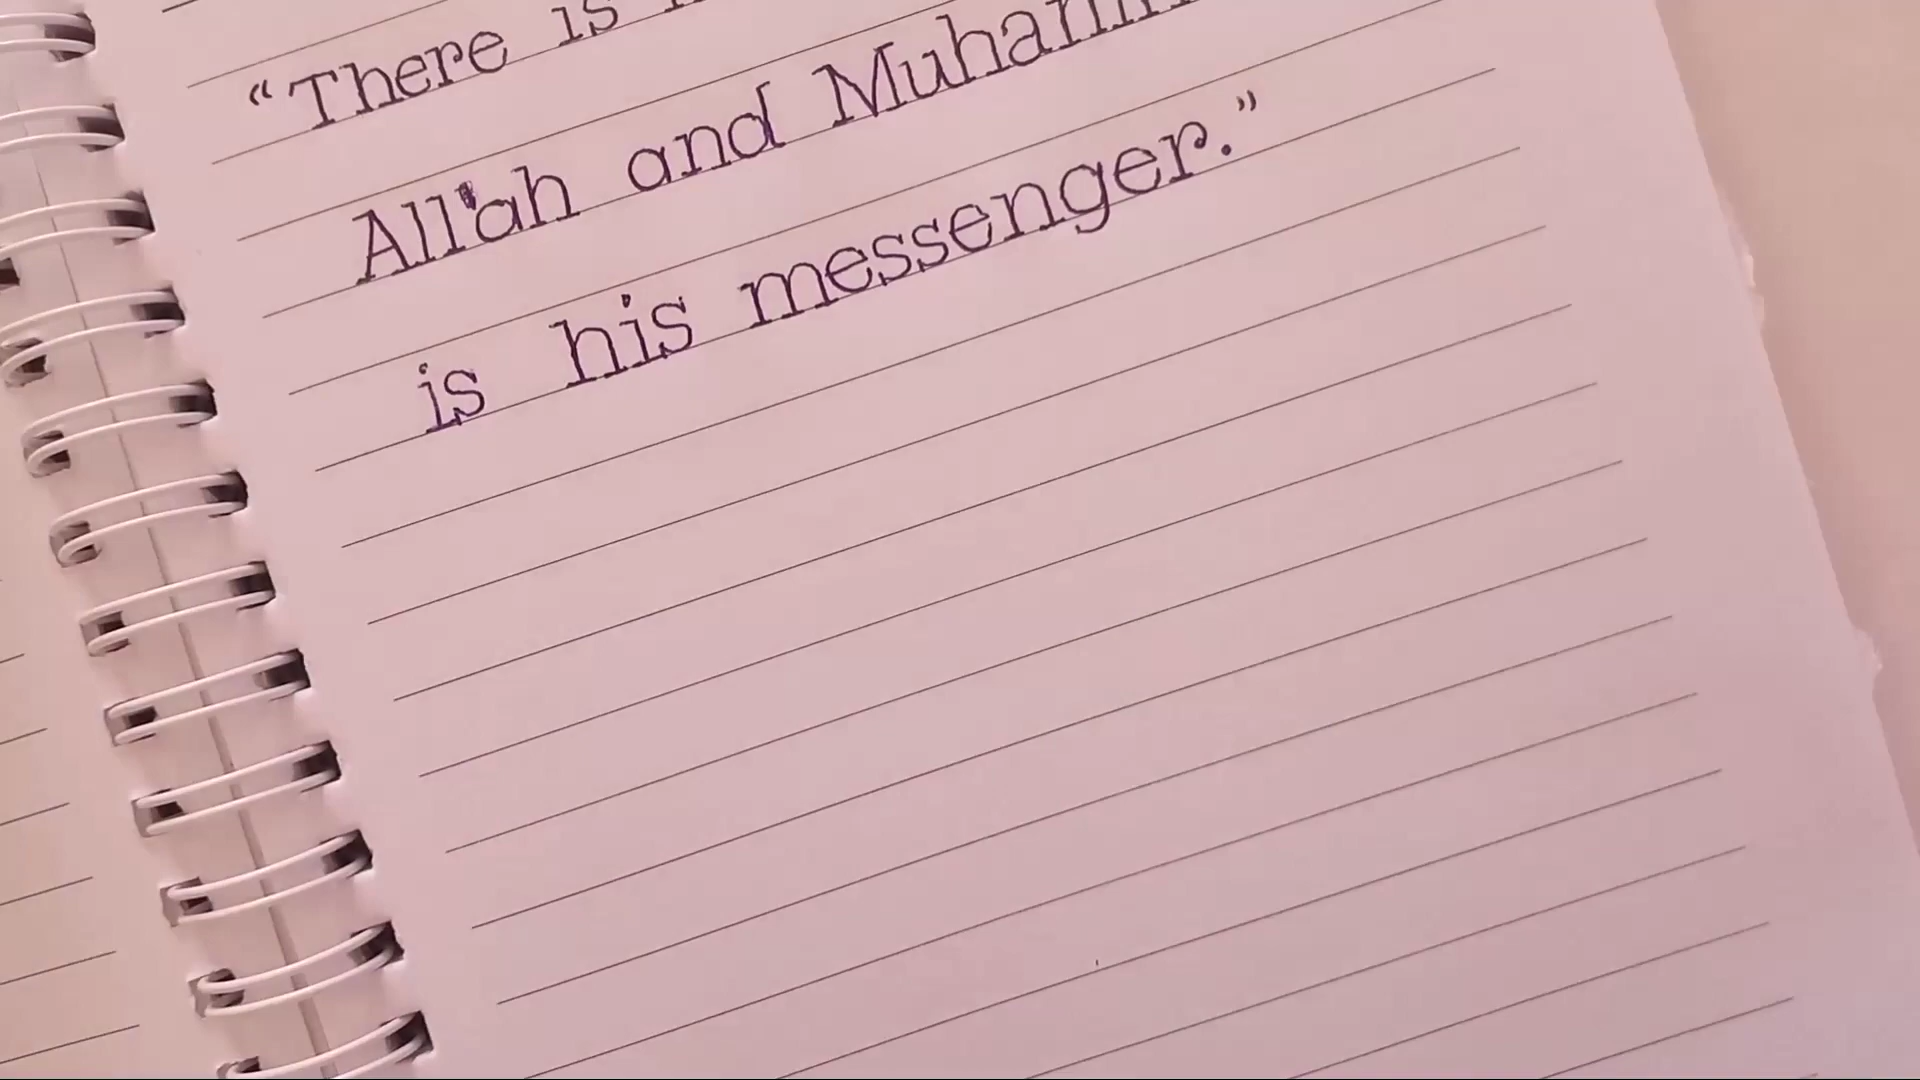 “There is
Allah and
is his messenger.”